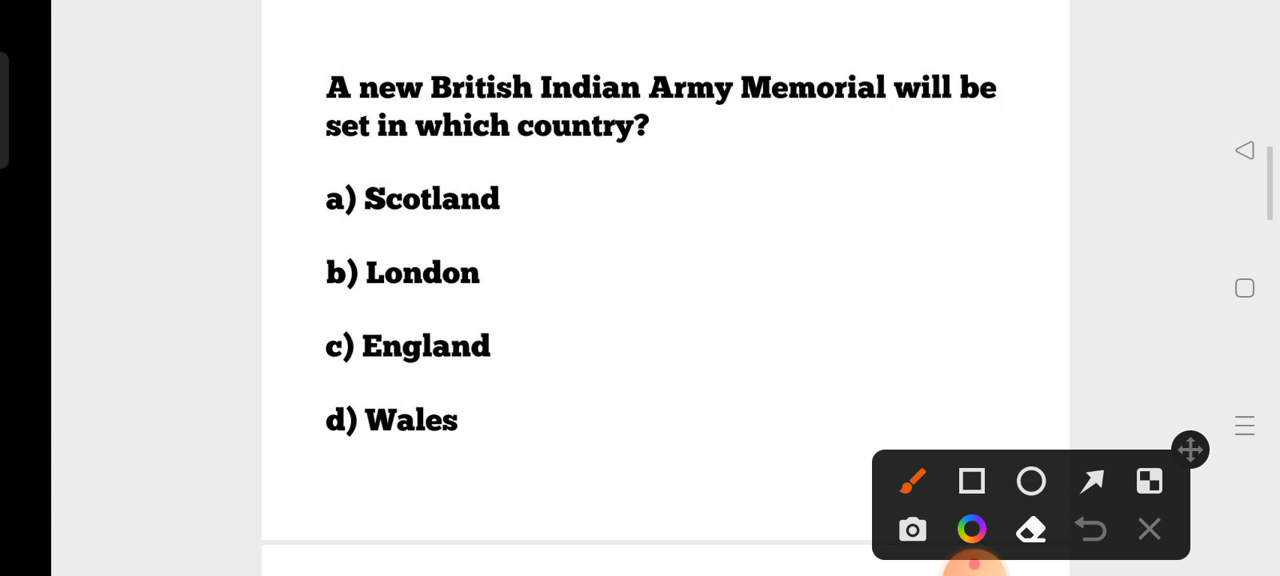 A new British Indian Army Memorial will be
set in which country?
a) Scotland
b) London
c) England
d) Wales